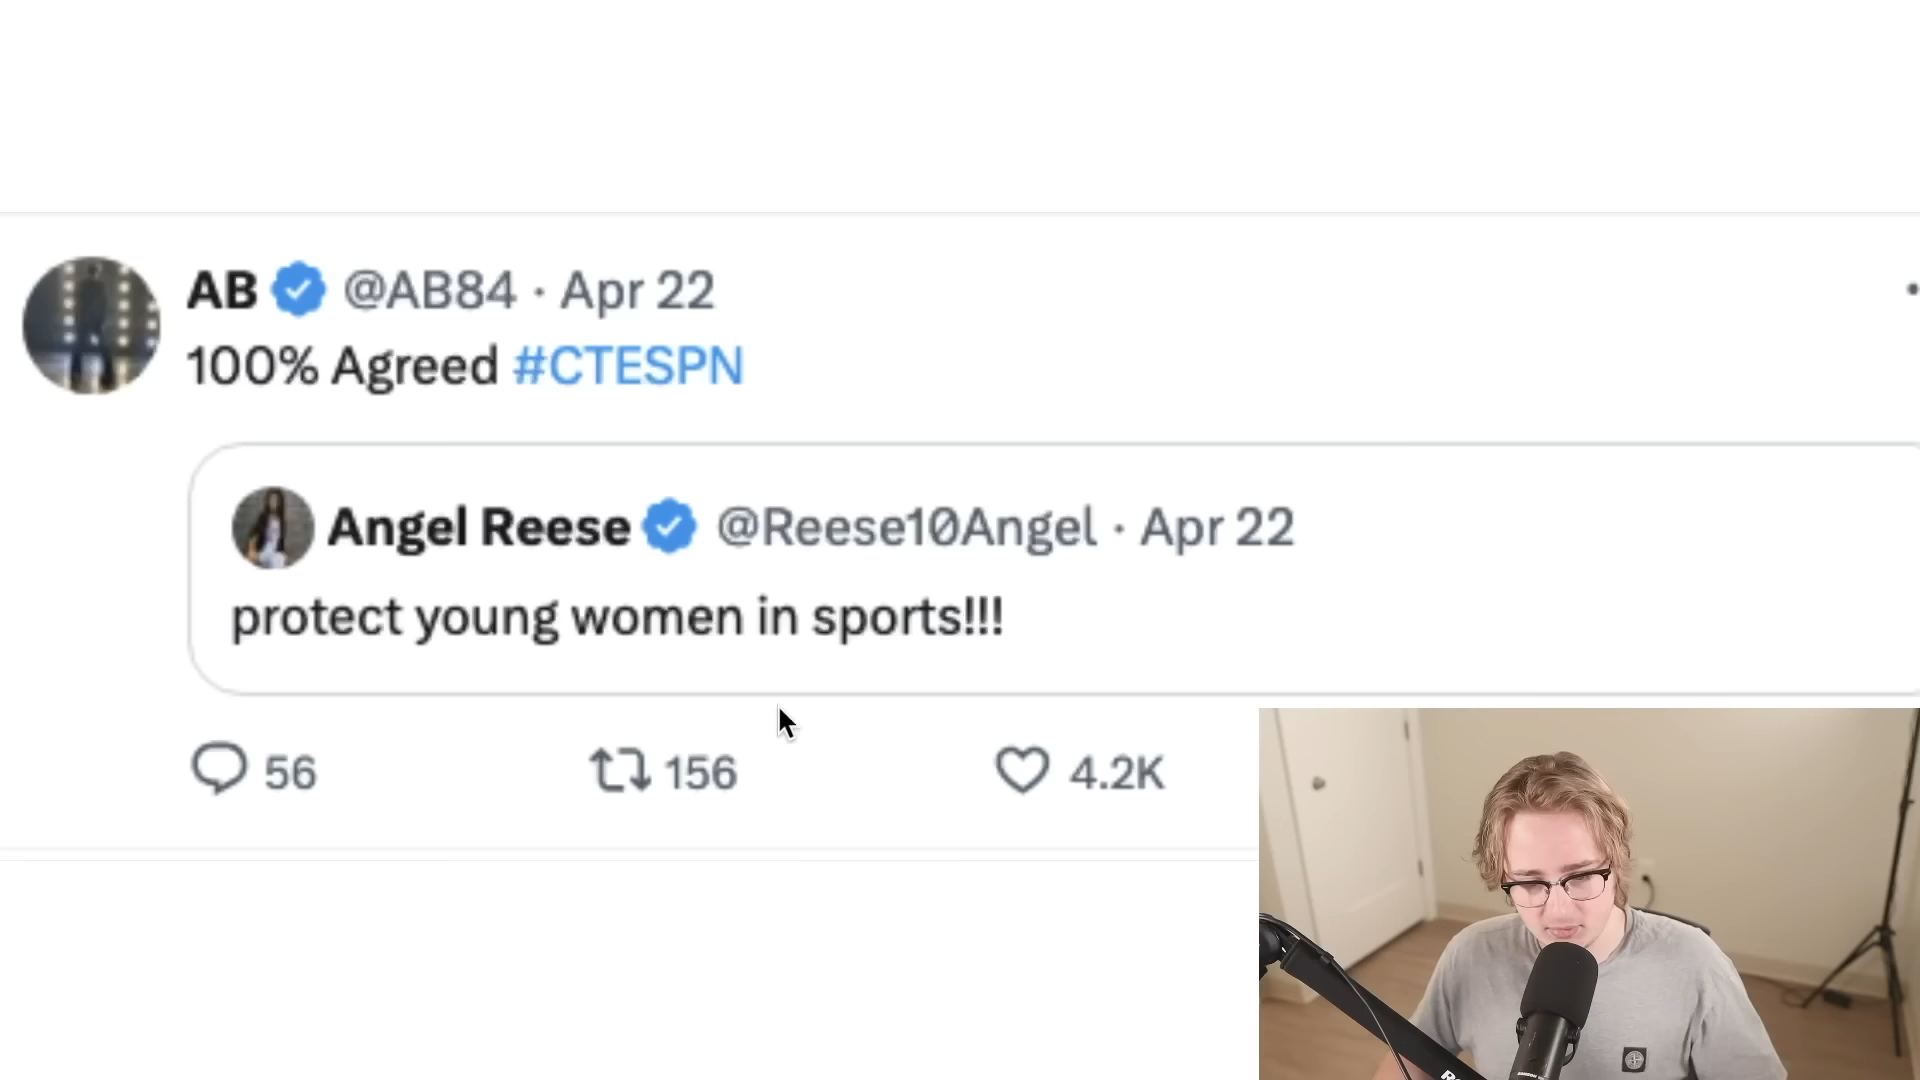 AB @AB84 · Apr 22
100% Agreed #CTESPN
Angel Reese @Reese10Angel · Apr 22
protect young women in sports!!!
56 156 4.2K